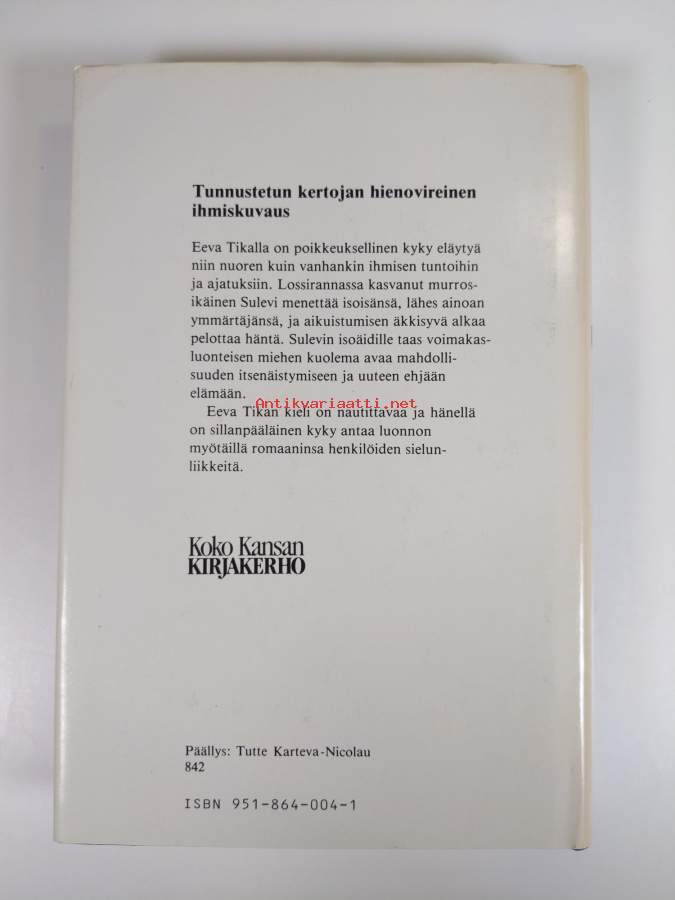 Tunnustetun kertojan hienovireinen
ihmiskuvaus
Eeva Tikalla on poikkeuksellinen kyky eläytyä
niin nuoren kuin vanhankin ihmisen tuntoihin
ja ajatuksiin. Lossirannassa kasvanut murros-
ikäinen Sulevi menettää isoisänsä, lähes ainoan
ymmärtäjänsä, ja aikuistumisen äkkisyvä alkaa
pelottaa häntä. Sulevin isoäidille taas voimakas-
luonteisen miehen kuolema avaa mahdolli-
suuden itsenäistymiseen ja uuteen ehjään
elämään.
Antikvariaatti.net
Eeva Tikan kieli on nautittavaa ja hänellä
on sillanpääläinen kyky antaa luonnon
myötäillä romaaninsa henkilöiden sielun-
liikkeitä.
Koko Kansan
KIRJAKERHO
Päällys: Tutte Karteva-Nicolau
842
ISBN 951-864-004-1